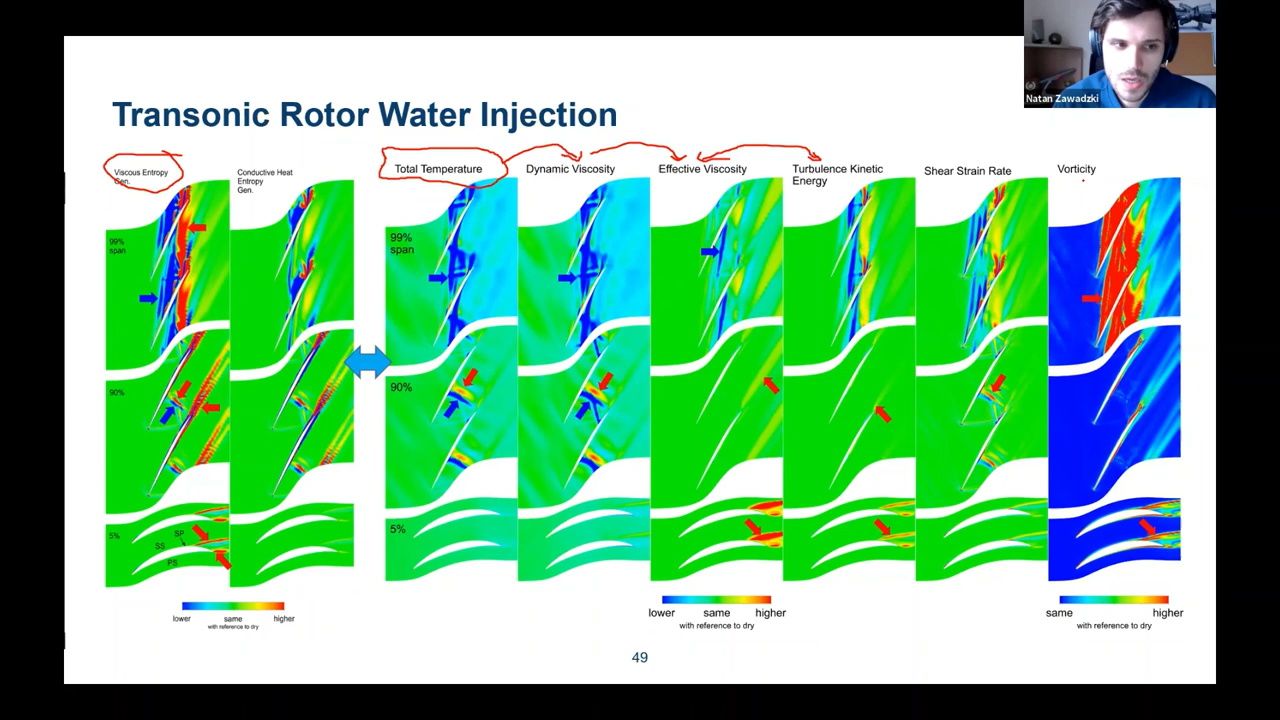 Natan Zawadzki
Transonic Rotor Water Injection
Viscous Entropy
Gen.
Conductive Heat
Entropy
Gen.
Total Temperature
Dynamic Viscosity
Effective Viscosity
Turbulence Kinetic
Energy
Shear Strain Rate
Vorticity
99%
span
99%
span
90%
90%
5%
SP
SS
PS
5%
lower same higher
with reference to dry
lower same higher
with reference to dry
same higher
with reference to dry
49